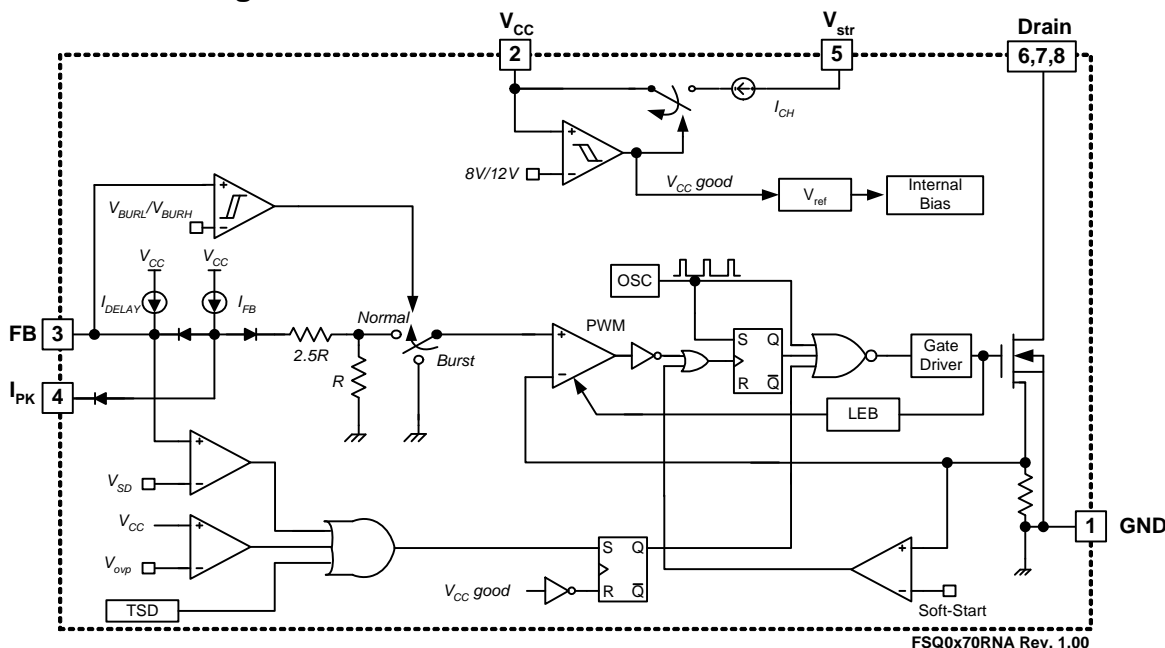 V_CC
V_str
Drain
2
5
6,7,8
I_CH
+
8V/12V
−
V_CC good
V_ref
Internal
Bias
+
V_BURL/V_BURH
−
V_CC
V_CC
OSC
I_DELAY
I_FB
FB 3
Normal
PWM
2.5R
Burst
+
−
S Q
R Q̅
Gate
Driver
R
I_PK
4
LEB
+
V_SD
−
V_CC
+
V_ovp
−
S Q
R Q̅
+
−
1 GND
TSD
V_CC good
Soft-Start
FSQ0x70RNA Rev. 1.00